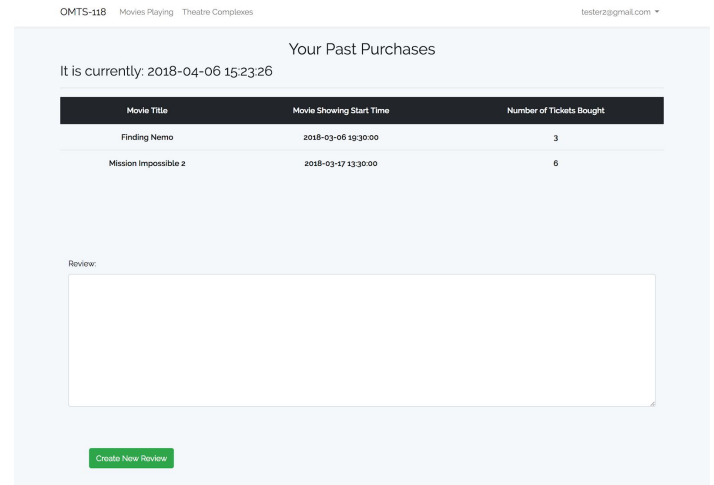 OMTS-118 Movies Playing Theatre Complexes tester2@gmail.com
Your Past Purchases
It is currently: 2018-04-06 15:23:26
Movie Title Movie Showing Start Time Number of Tickets Bought
Finding Nemo 2018-03-06 19:30:00 3
Mission Impossible 2 2018-03-17 13:30:00 6
Review:
Create New Review